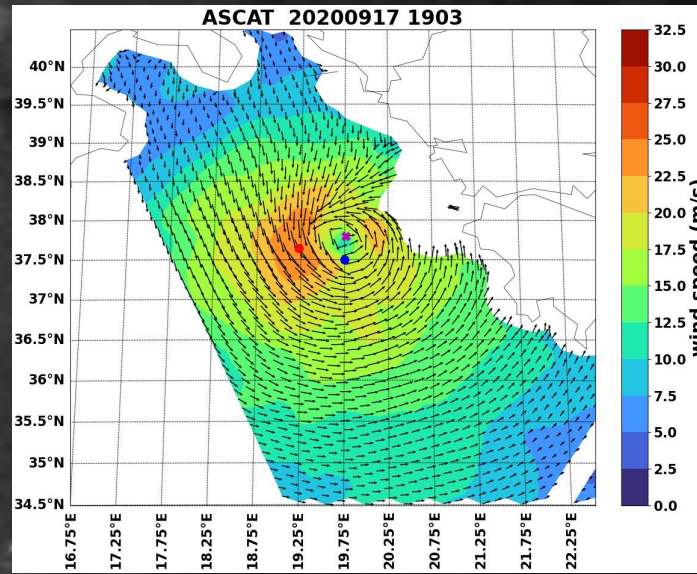 ASCAT 20200917 1903
40°N
39.5°N
39°N
38.5°N
38°N
37.5°N
37°N
36.5°N
36°N
35.5°N
35°N
34.5°N
16.75°E
17.25°E
17.75°E
18.25°E
18.75°E
19.25°E
19.75°E
20.25°E
20.75°E
21.25°E
21.75°E
22.25°E
32.5
30.0
27.5
25.0
22.5
20.0
17.5
15.0
12.5
10.0
7.5
5.0
2.5
0.0
wind speed (m/s)